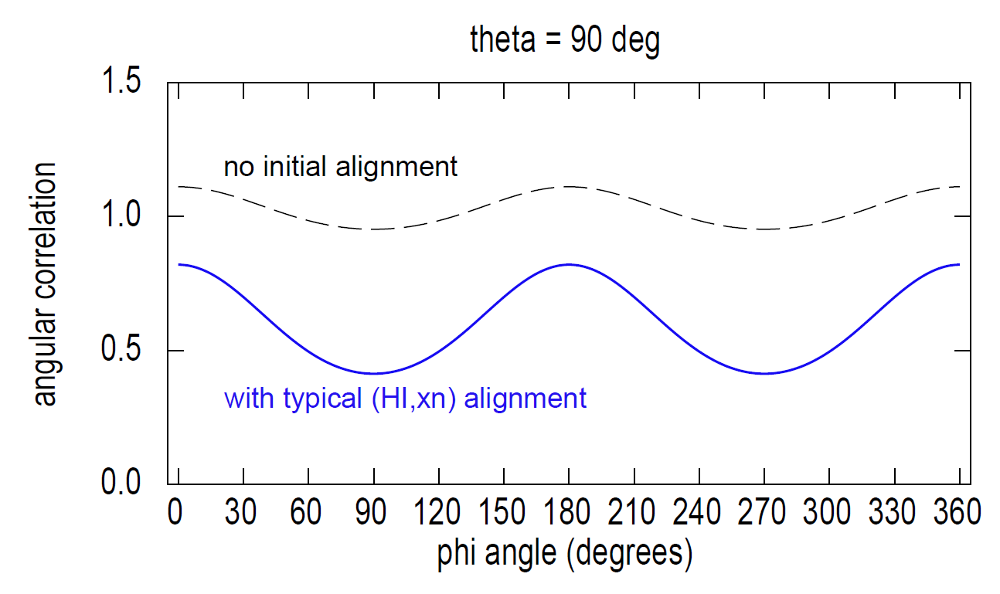 theta = 90 deg
1.5
no initial alignment
1.0
angular correlation
0.5
with typical (HI,xn) alignment
0.0
0 30 60 90 120 150 180 210 240 270 300 330 360
phi angle (degrees)